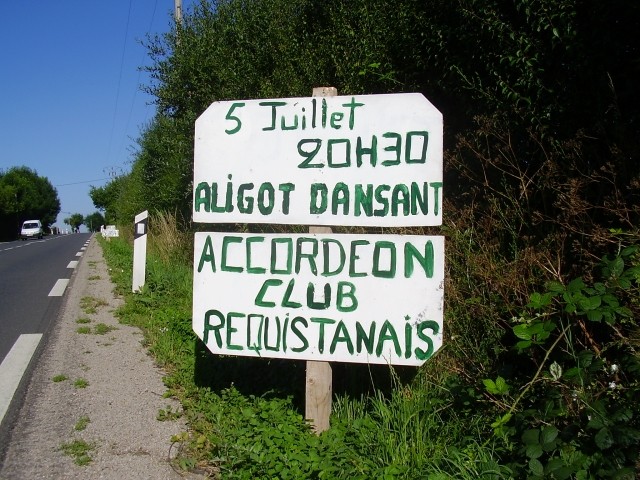 5 Juillet
20H30
ALIGOT DANSANT
ACCORDEON
CLUB
REQUISTANAIS